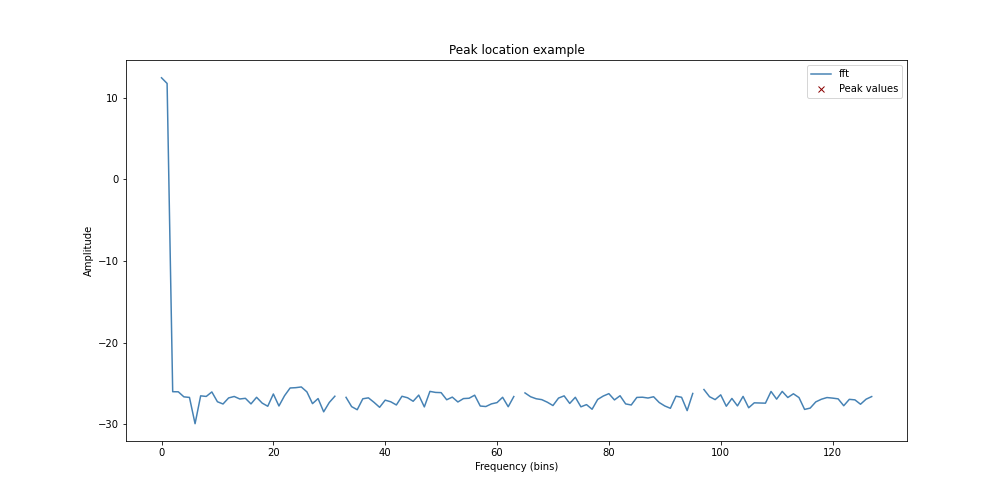 Peak location example
fft
Peak values
Amplitude
10
0
−10
−20
−30
0 20 40 60 80 100 120
Frequency (bins)